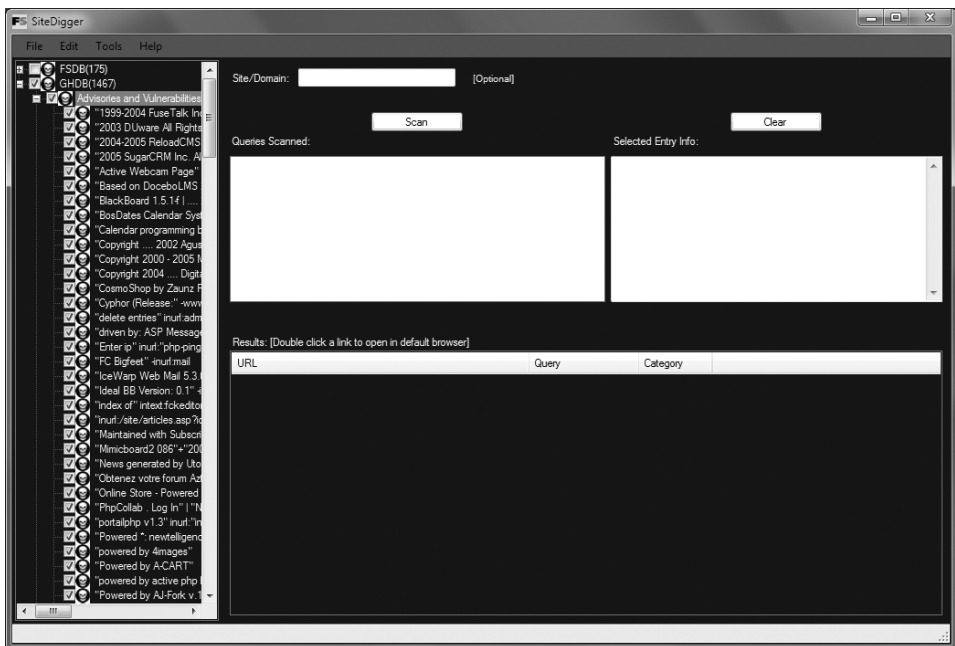 FS SiteDigger
File Edit Tools Help
FSDB(175)
GHDB(1467)
Advisories and Vulnerabilities
"1999-2004 FuseTalk Inc
"2003 DUware All Rights
"2004-2005 ReloadCMS
"2005 SugarCRM Inc. Al
"Active Webcam Page"
"Based on DoceboLMS
"BlackBoard 1.5.1-f | ....
"BosDates Calendar Syst
"Calendar programming b
"Copyright .... 2002 Agus
"Copyright 2000 - 2005 M
"Copyright 2004 .... Digita
"CosmoShop by Zaunz P
"Cyphor (Release:" -www
"delete entries" inurl:adm
"driven by: ASP Message
"Enter ip" inurl:"php-ping
"FC Bigfeet" -inurl:mail
"IceWarp Web Mail 5.3.
"Ideal BB Version: 0.1" -i
"index of" intext:fckeditor
"inurl:/site/articles.asp?ic
"Maintained with Subscri
"Mimicboard2 086"+"200
"News generated by Uto
"Obtenez votre forum Azt
"Online Store - Powered
"PhpCollab . Log In" | "N
"portailphp v1.3" inurl:"in
"Powered *: newtelligenc
"powered by 4images"
"Powered by A-CART"
"powered by active php
"Powered by AJ-Fork v.1
Site/Domain: [Optional]
Scan Clear
Queries Scanned: Selected Entry Info:
Results: [Double click a link to open in default browser]
URL Query Category